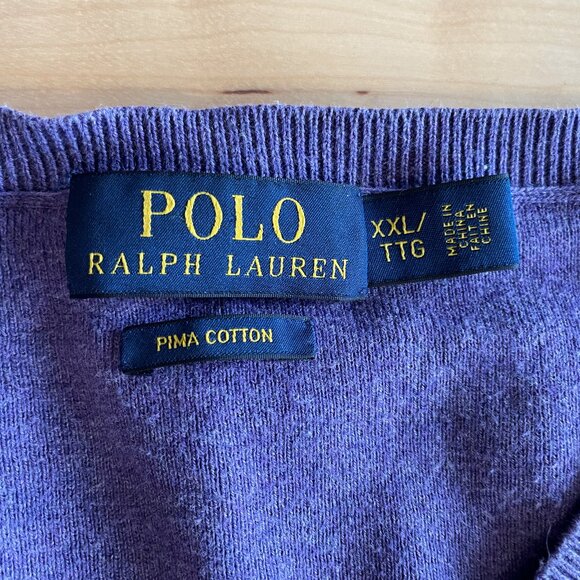 POLO
RALPH LAUREN
XXL/
TTG
MADE IN
CHINA
FAIT EN
CHINE
PIMA COTTON